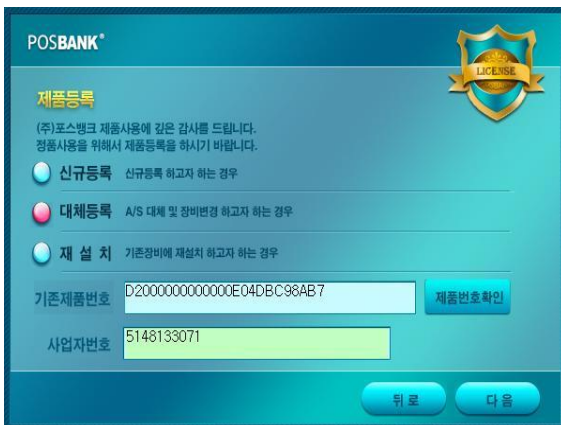 POSBANK®
LICENSE
제품등록
(주)포스뱅크 제품사용에 깊은 감사를 드립니다.
정품사용을 위해서 제품등록을 하시기 바랍니다.
신규등록 신규등록 하고자 하는 경우
대체등록 A/S 대체 및 장비변경 하고자 하는 경우
재 설 치 기존장비에 재설치 하고자 하는 경우
기존제품번호 D2000000000000E04DBC98AB7 제품번호확인
사업자번호 5148133071
뒤 로 다 음